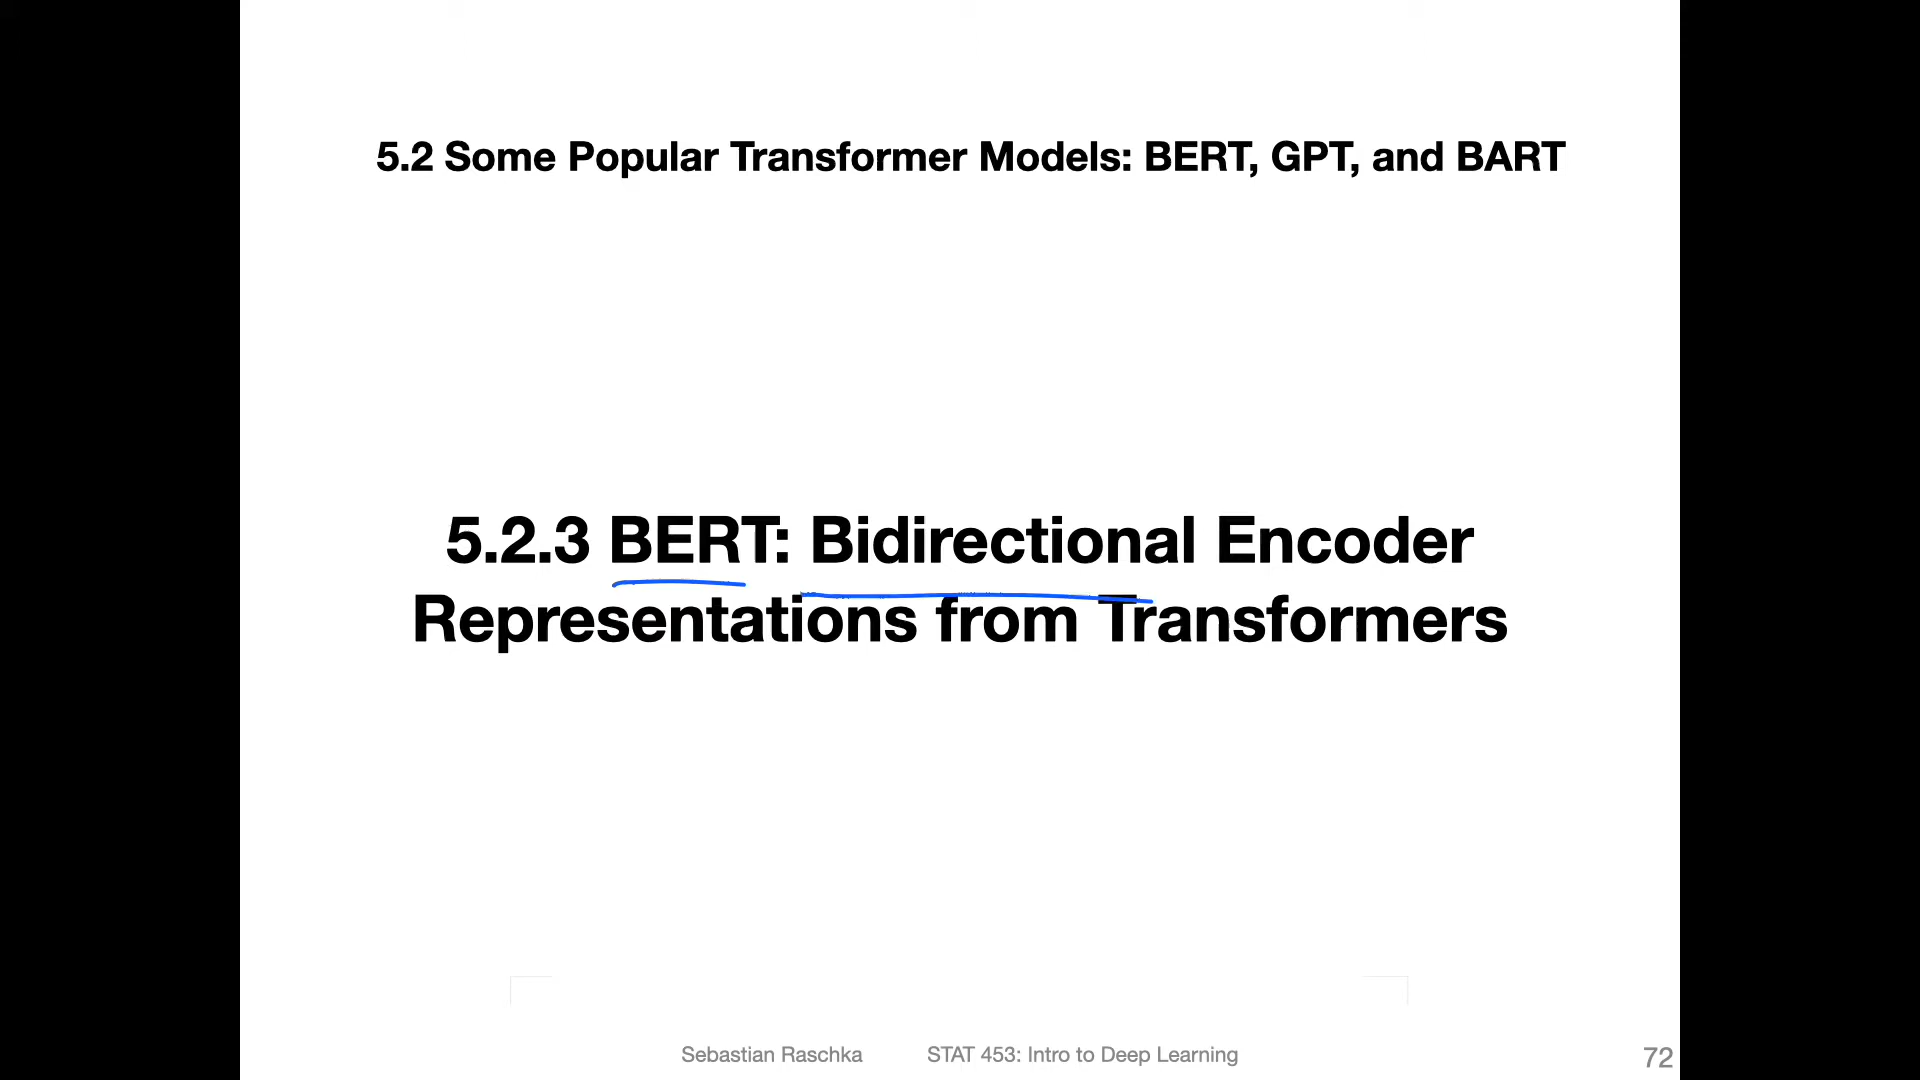 5.2 Some Popular Transformer Models: BERT, GPT, and BART
5.2.3 BERT: Bidirectional Encoder
Representations from Transformers
Sebastian Raschka STAT 453: Intro to Deep Learning 72